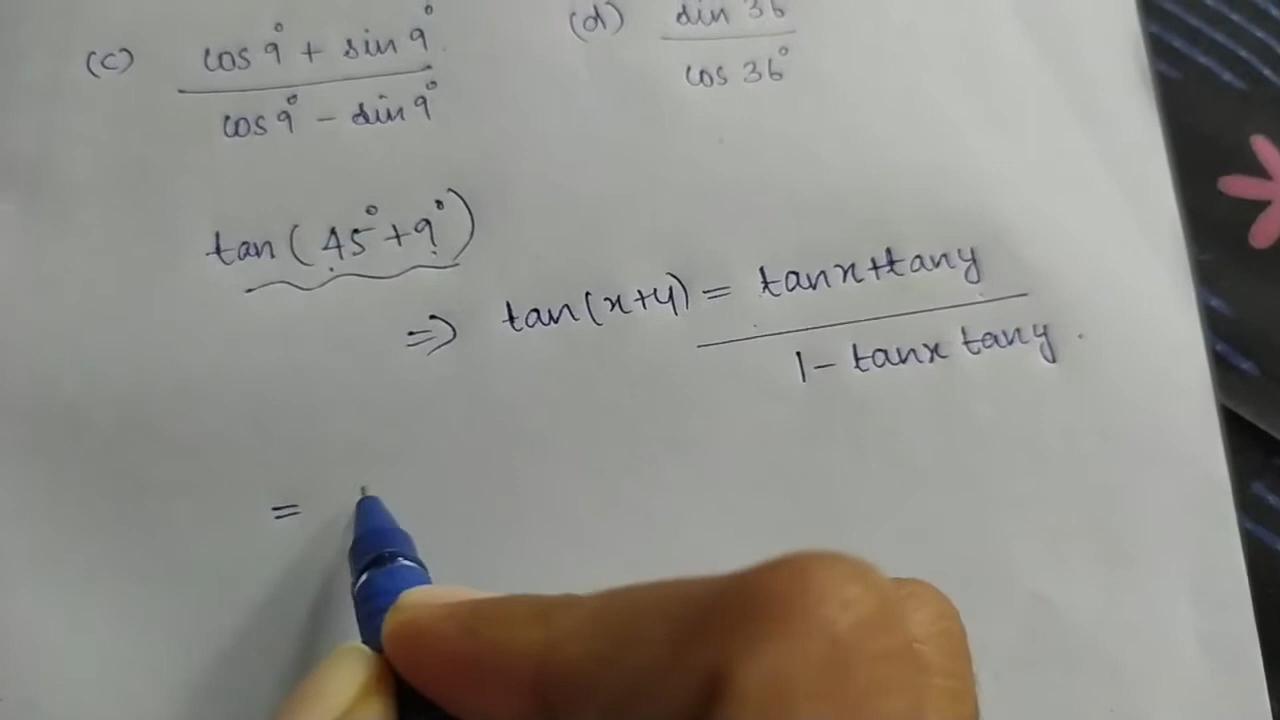 (c) cos 9° + sin 9° / cos 9° - sin 9°
(d) sin 36 / cos 36°
tan(45° + 9°)
⇒ tan(x+y) = tanx+tany / 1 - tanx tany.
=